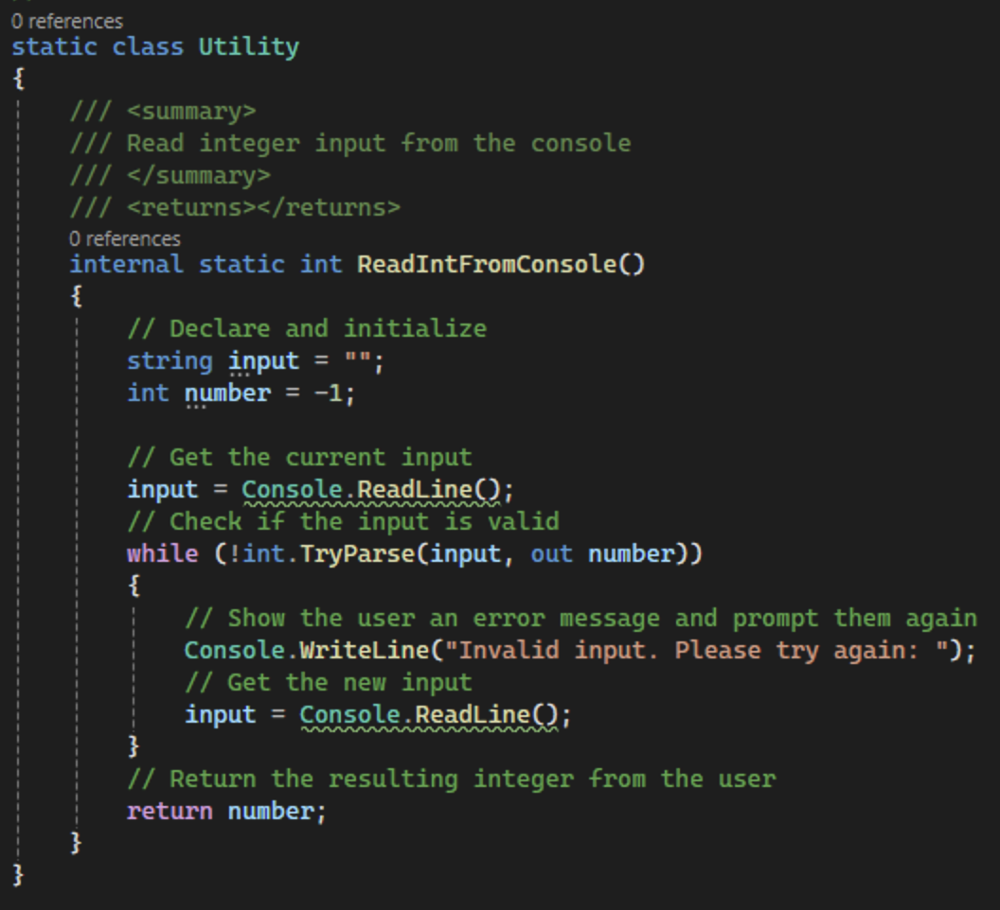 0 references
static class Utility
{
    /// <summary>
    /// Read integer input from the console
    /// </summary>
    /// <returns></returns>
    0 references
    internal static int ReadIntFromConsole()
    {
        // Declare and initialize
        string input = "";
        int number = -1;

        // Get the current input
        input = Console.ReadLine();
        // Check if the input is valid
        while (!int.TryParse(input, out number))
        {
            // Show the user an error message and prompt them again
            Console.WriteLine("Invalid input. Please try again: ");
            // Get the new input
            input = Console.ReadLine();
        }
        // Return the resulting integer from the user
        return number;
    }
}